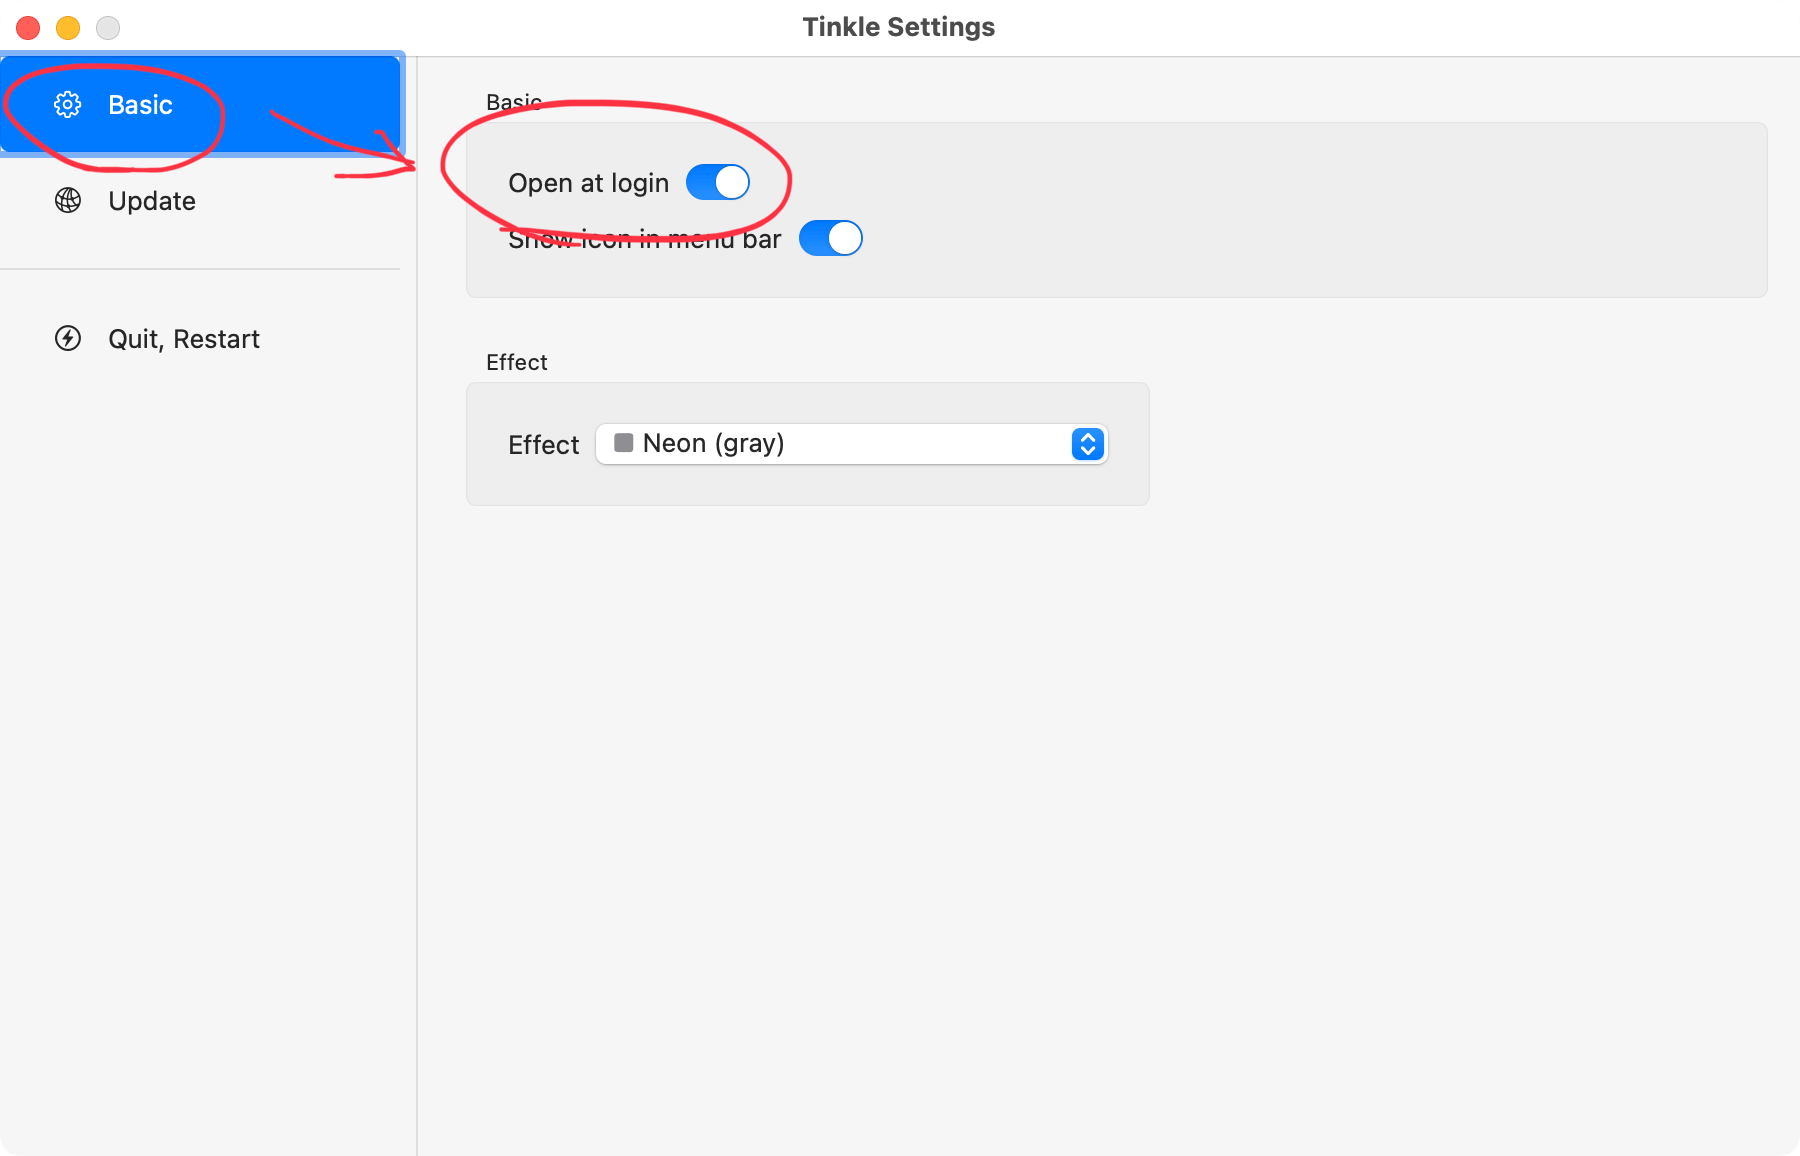 Tinkle Settings
Basic
Update
Quit, Restart
Basic
Open at login
Show icon in menu bar
Effect
Effect
Neon (gray)